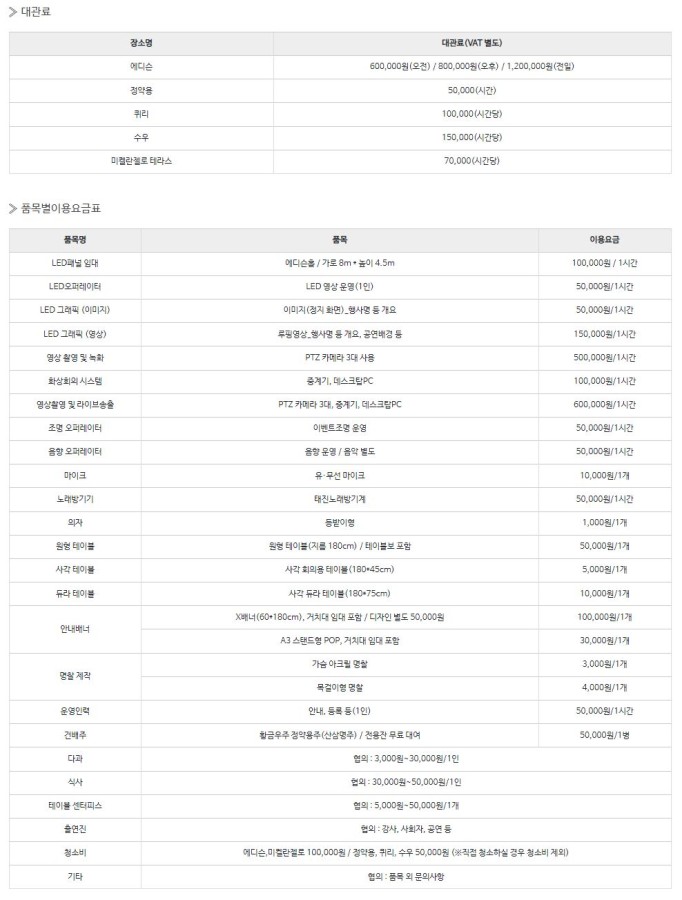 ≫ 대관료
장소명 대관료(VAT 별도)
에디슨 600,000원(오전) / 800,000원(오후) / 1,200,000원(전일)
정약용 50,000(시간)
퀴리 100,000(시간당)
수우 150,000(시간당)
미켈란젤로 테라스 70,000(시간당)
≫ 품목별이용요금표
품목명 품목 이용요금
LED패널 임대 에디슨홀 / 가로 8m * 높이 4.5m 100,000원 / 1시간
LED오퍼레이터 LED 영상 운영(1인) 50,000원/1시간
LED 그래픽 (이미지) 이미지(정지 화면)_행사명 등 개요 50,000원/1시간
LED 그래픽 (영상) 루핑영상_행사명 등 개요, 공연배경 등 150,000원/1시간
영상 촬영 및 녹화 PTZ 카메라 3대 사용 500,000원/1시간
화상회의 시스템 중계기, 데스크탑PC 100,000원/1시간
영상촬영 및 라이브송출 PTZ 카메라 3대, 중계기, 데스크탑PC 600,000원/1시간
조명 오퍼레이터 이벤트조명 운영 50,000원/1시간
음향 오퍼레이터 음향 운영 / 음악 별도 50,000원/1시간
마이크 유·무선 마이크 10,000원/1개
노래방기기 태진노래방기계 50,000원/1시간
의자 등받이형 1,000원/1개
원형 테이블 원형 테이블(지름 180cm) / 테이블보 포함 50,000원/1개
사각 테이블 사각 회의용 테이블(180*45cm) 5,000원/1개
듀라 테이블 사각 듀라 테이블(180*75cm) 10,000원/1개
안내배너 X배너(60*180cm), 거치대 임대 포함 / 디자인 별도 50,000원 100,000원/1개
A3 스탠드형 POP, 거치대 임대 포함 30,000원/1개
명찰 제작 가슴 아크릴 명찰 3,000원/1개
목걸이형 명찰 4,000원/1개
운영인력 안내, 등록 등(1인) 50,000원/1시간
건배주 황금우주 정약용주(산삼명주) / 전용잔 무료 대여 50,000원/1병
다과 협의 : 3,000원~30,000원/1인
식사 협의 : 30,000원~50,000원/1인
테이블 센터피스 협의 : 5,000원~50,000원/1개
출연진 협의 : 강사, 사회자, 공연 등
청소비 에디슨,미켈란젤로 100,000원 / 정약용, 퀴리, 수우 50,000원 (※직접 청소하실 경우 청소비 제외)
기타 협의 : 품목 외 문의사항